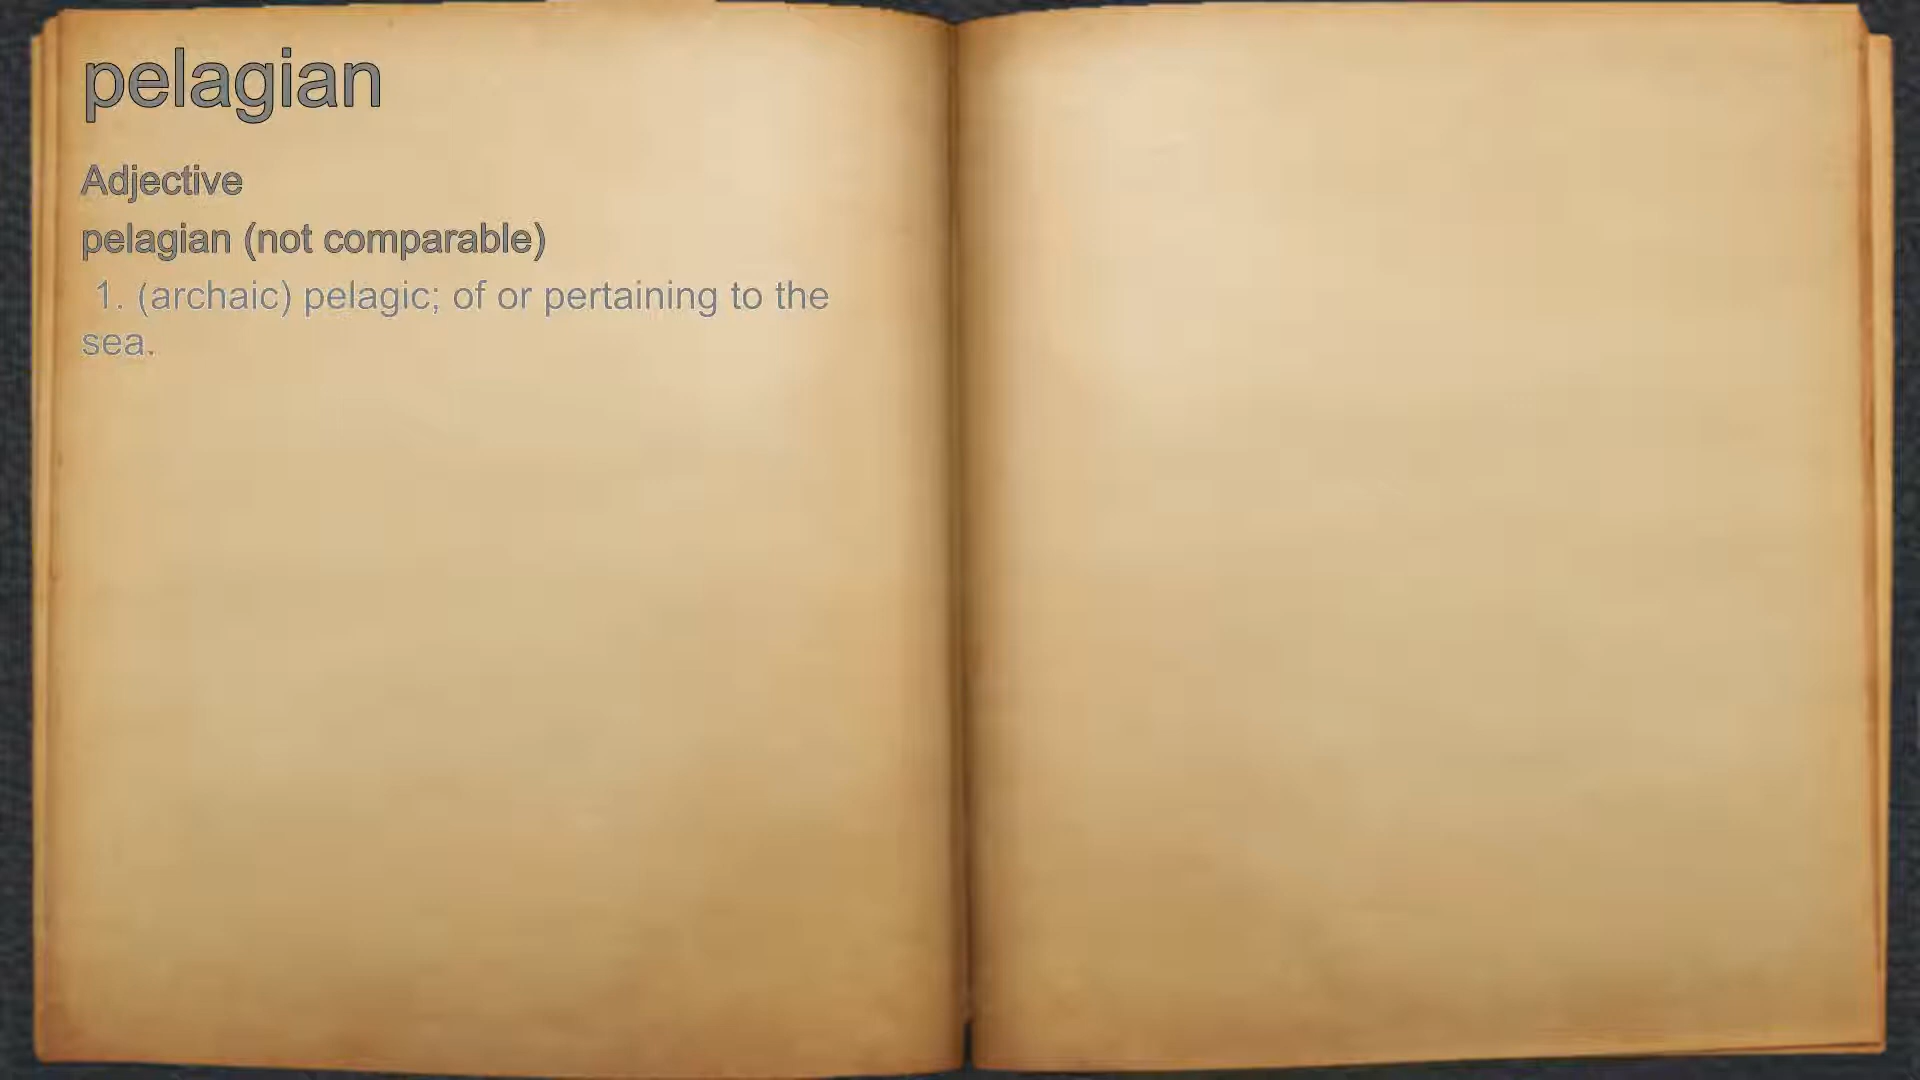 pelagian
Adjective
pelagian (not comparable)
1. (archaic) pelagic; of or pertaining to the
sea.